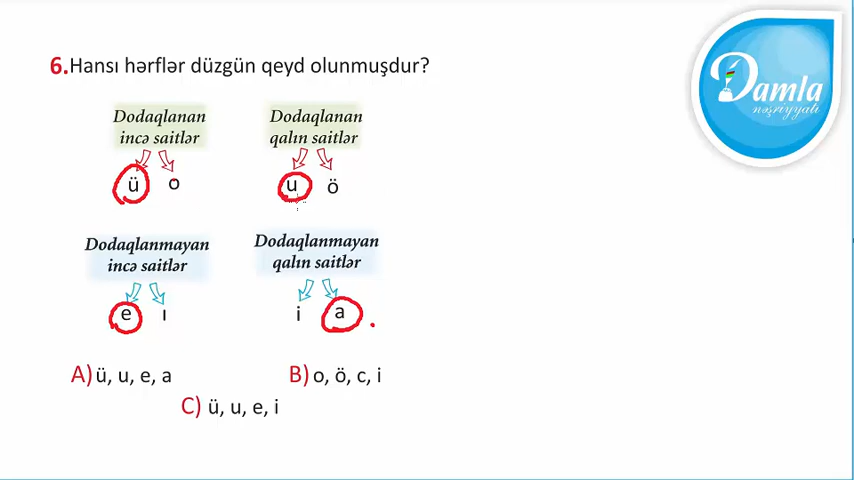 6.Hansı hərflər düzgün qeyd olunmuşdur?
Damla
nəşriyyatı
Dodaqlanan
incə saitlər
ü o
Dodaqlanan
qalın saitlər
u ö
Dodaqlanmayan
incə saitlər
e ı
Dodaqlanmayan
qalın saitlər
i a
A) ü, u, e, a
B) o, ö, c, i
C) ü, u, e, i